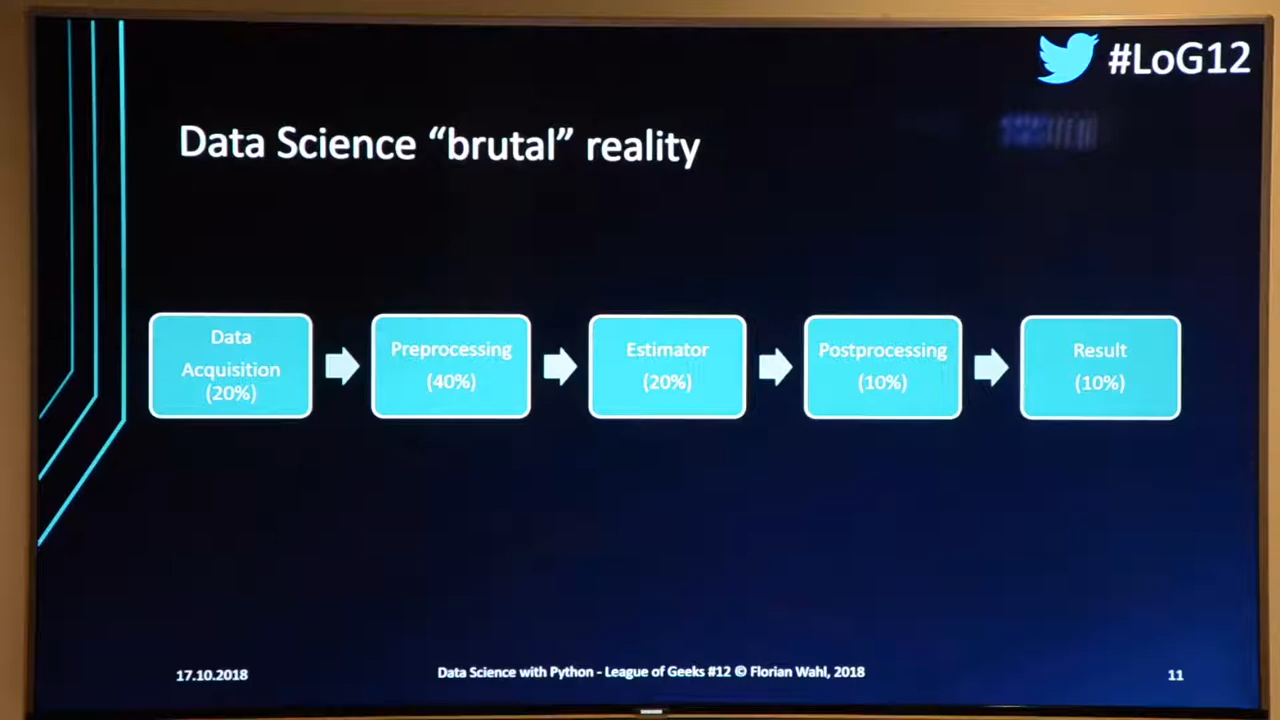 #LoG12
Data Science “brutal” reality
Data
Acquisition
(20%)
Preprocessing
(40%)
Estimator
(20%)
Postprocessing
(10%)
Result
(10%)
17.10.2018
Data Science with Python - League of Geeks #12 © Florian Wahl, 2018
11